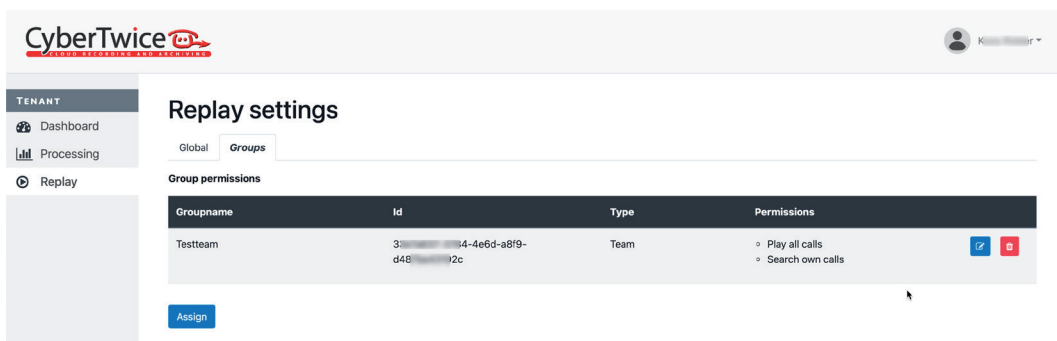 CyberTwice
CLOUD RECORDING AND ARCHIVING
TENANT
Dashboard
Processing
Replay
Replay settings
Global Groups
Group permissions
Groupname Id Type Permissions
Testteam 4-4e6d-a8f9- Team Play all calls
d48 2c Search own calls
Assign